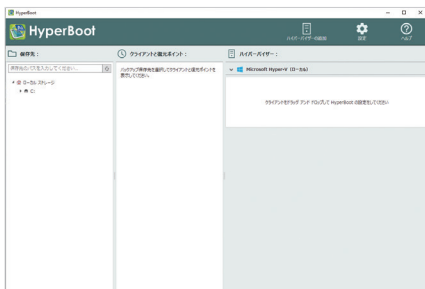 HyperBoot
HyperBoot
ハイパーバイザーの追加
設定
ヘルプ
保存先：
クライアントと復元ポイント：
ハイパーバイザー：
保存先のパスを入力してください...
ローカル ストレージ
C:
バックアップ保存先を選択してクライアントと復元ポイントを
表示してください。
Microsoft Hyper-V (ローカル)
クライアントをドラッグ アンド ドロップして HyperBoot の設定をしてください